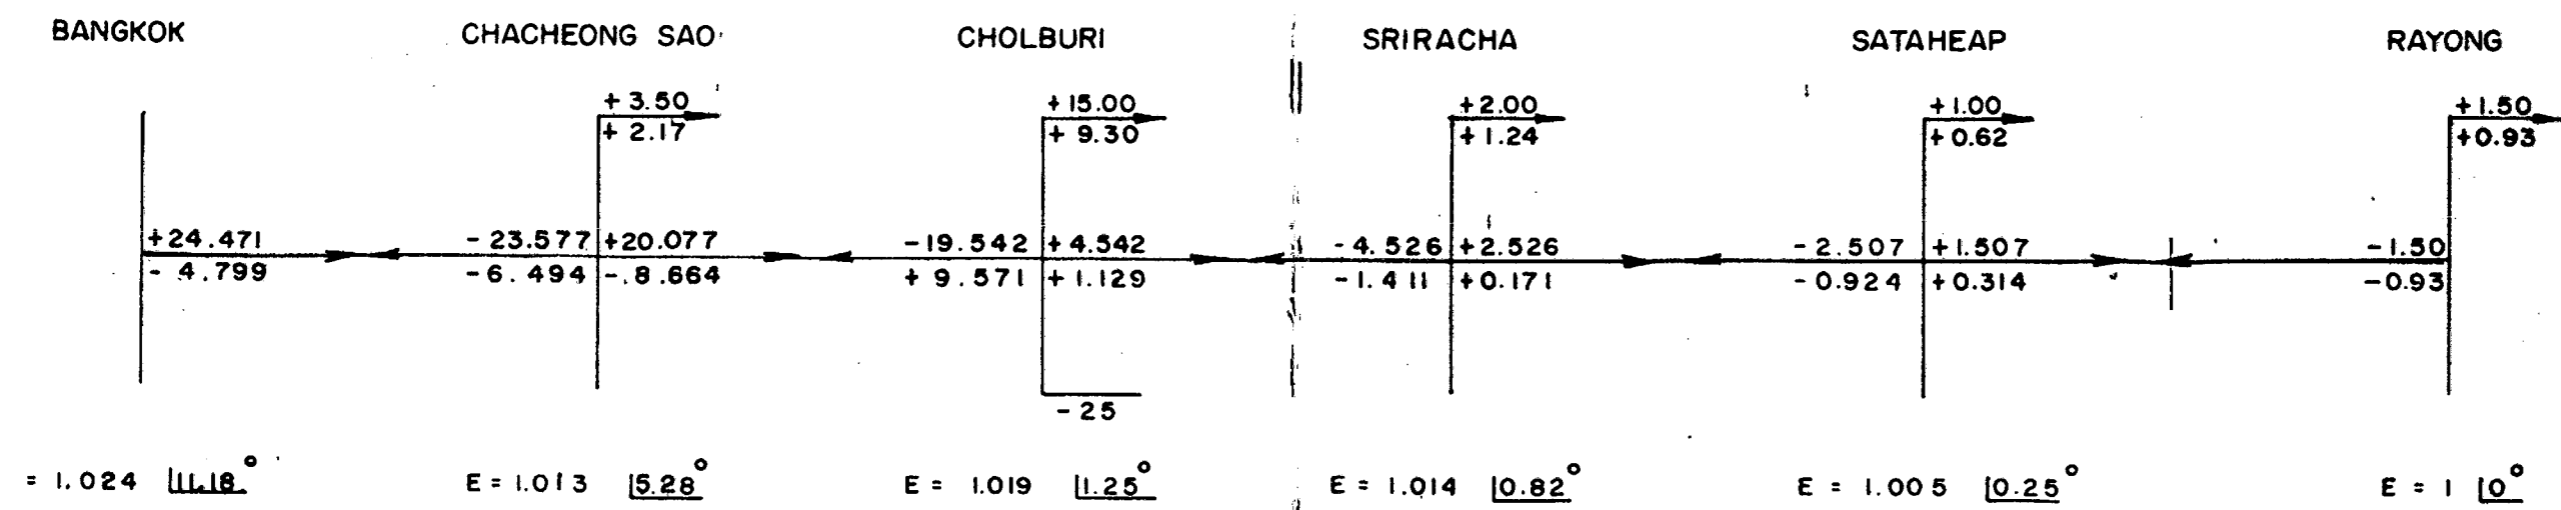 BANGKOK CHACHEONG SAO CHOLBURI SRIRACHA SATAHEAP RAYONG
+ 3.50 +15.00 +2.00 +1.00 +1.50
+ 2.17 + 9.30 +1.24 +0.62 +0.93
+24.471 - 23.577 +20.077 -19.542 +4.542 -4.526 +2.526 -2.507 +1.507 -1.50
- 4.799 -6.494 -8.664 +9.571 +1.129 -1.411 +0.171 -0.924 +0.314 -0.93
-25
= 1.024 11.18° E = 1.013 5.28° E = 1.019 1.25° E = 1.014 0.82° E = 1.005 0.25° E = 1 0°